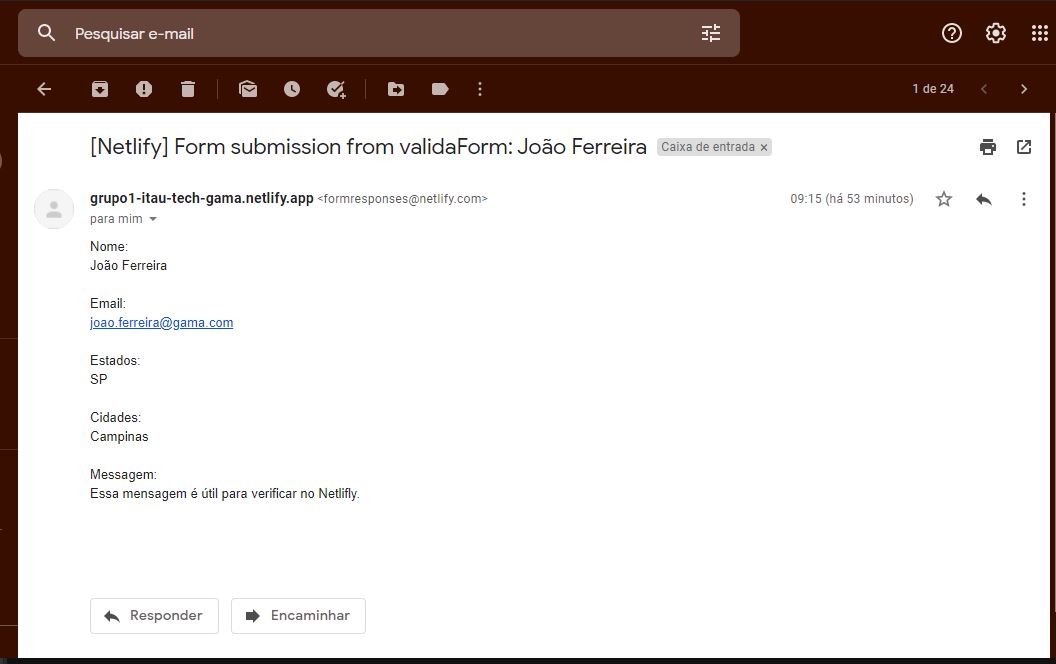 Pesquisar e-mail
1 de 24
[Netlify] Form submission from validaForm: João Ferreira Caixa de entrada ×
grupo1-itau-tech-gama.netlify.app <formresponses@netlify.com> 09:15 (há 53 minutos)
para mim
Nome:
João Ferreira
Email:
joao.ferreira@gama.com
Estados:
SP
Cidades:
Campinas
Messagem:
Essa mensagem é útil para verificar no Netlifly.
Responder Encaminhar